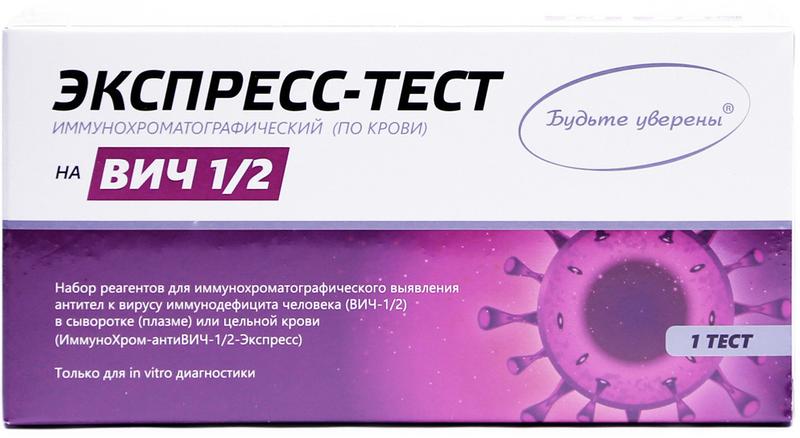 ЭКСПРЕСС-ТЕСТ
ИММУНОХРОМАТОГРАФИЧЕСКИЙ (ПО КРОВИ)
Будьте уверены®
НА ВИЧ 1/2
Набор реагентов для иммунохроматографического выявления
антител к вирусу иммунодефицита человека (ВИЧ-1/2)
в сыворотке (плазме) или цельной крови
(ИммуноХром-антиВИЧ-1/2-Экспресс)
1 ТЕСТ
Только для in vitro диагностики